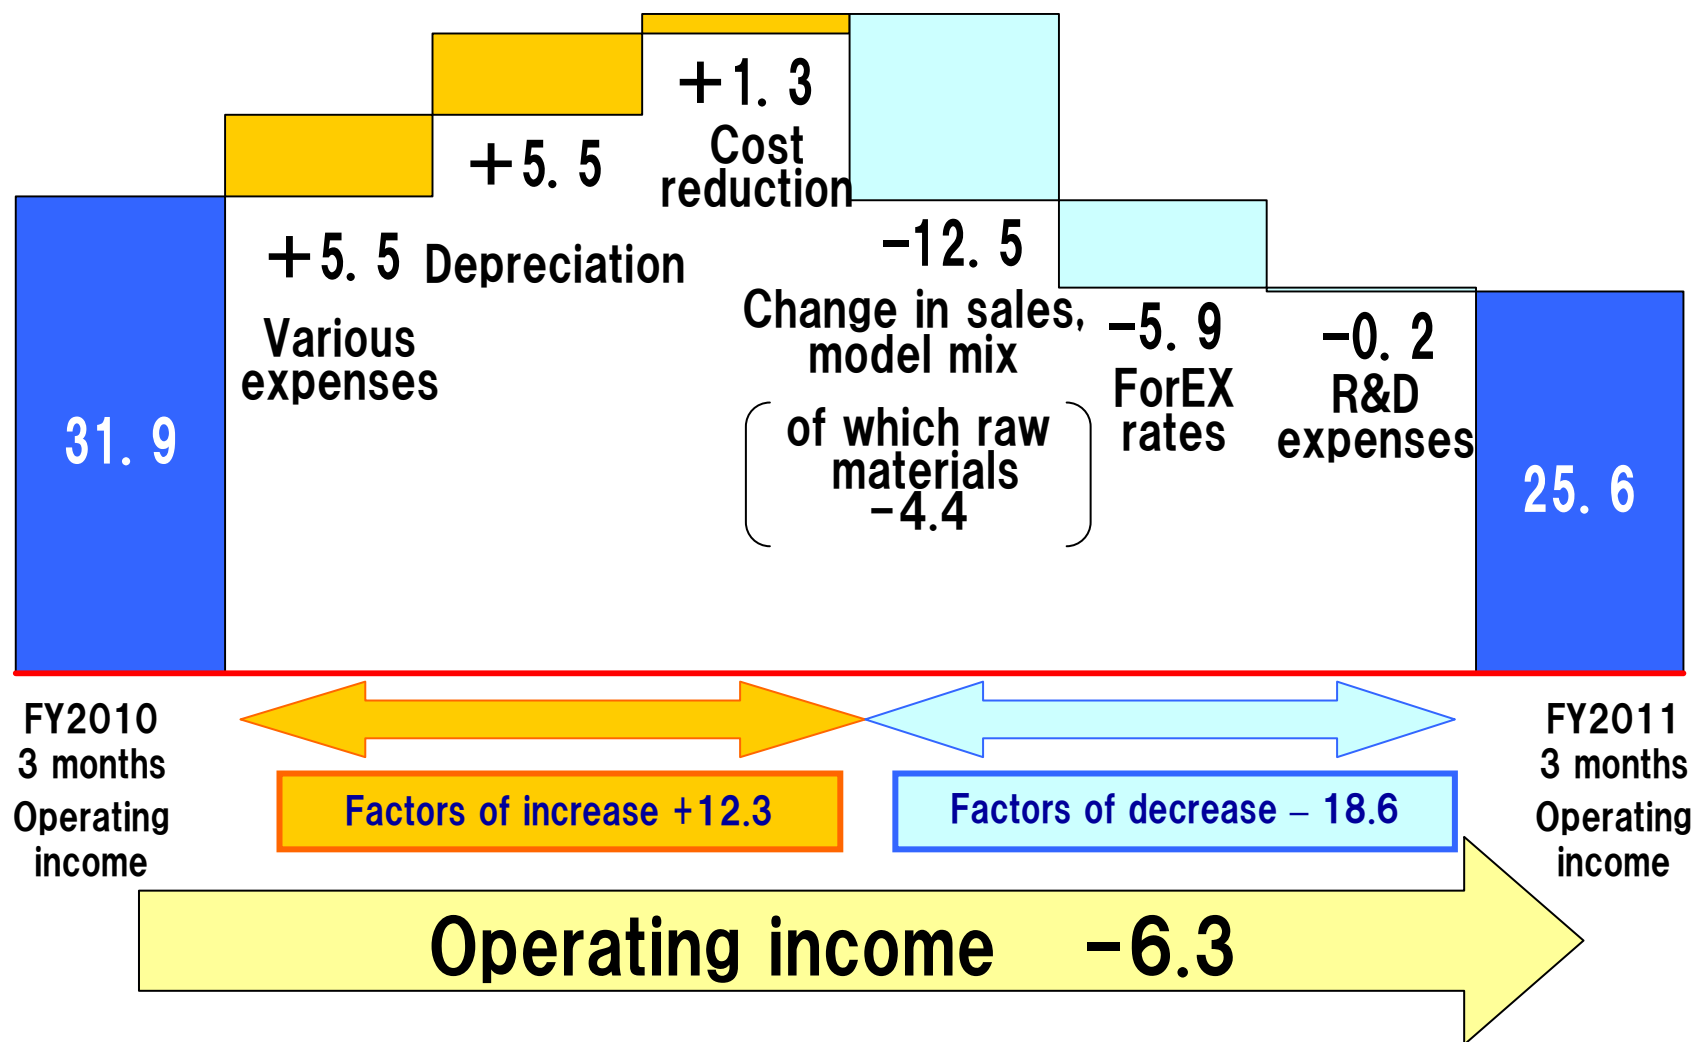 31.9
+5.5
Various
expenses
+5.5
Depreciation
+1.3
Cost
reduction
-12.5
Change in sales,
model mix
of which raw
materials
-4.4
-5.9
ForEX
rates
-0.2
R&D
expenses
25.6
FY2010
3 months
Operating
income
Factors of increase +12.3
Factors of decrease – 18.6
FY2011
3 months
Operating
income
Operating income -6.3